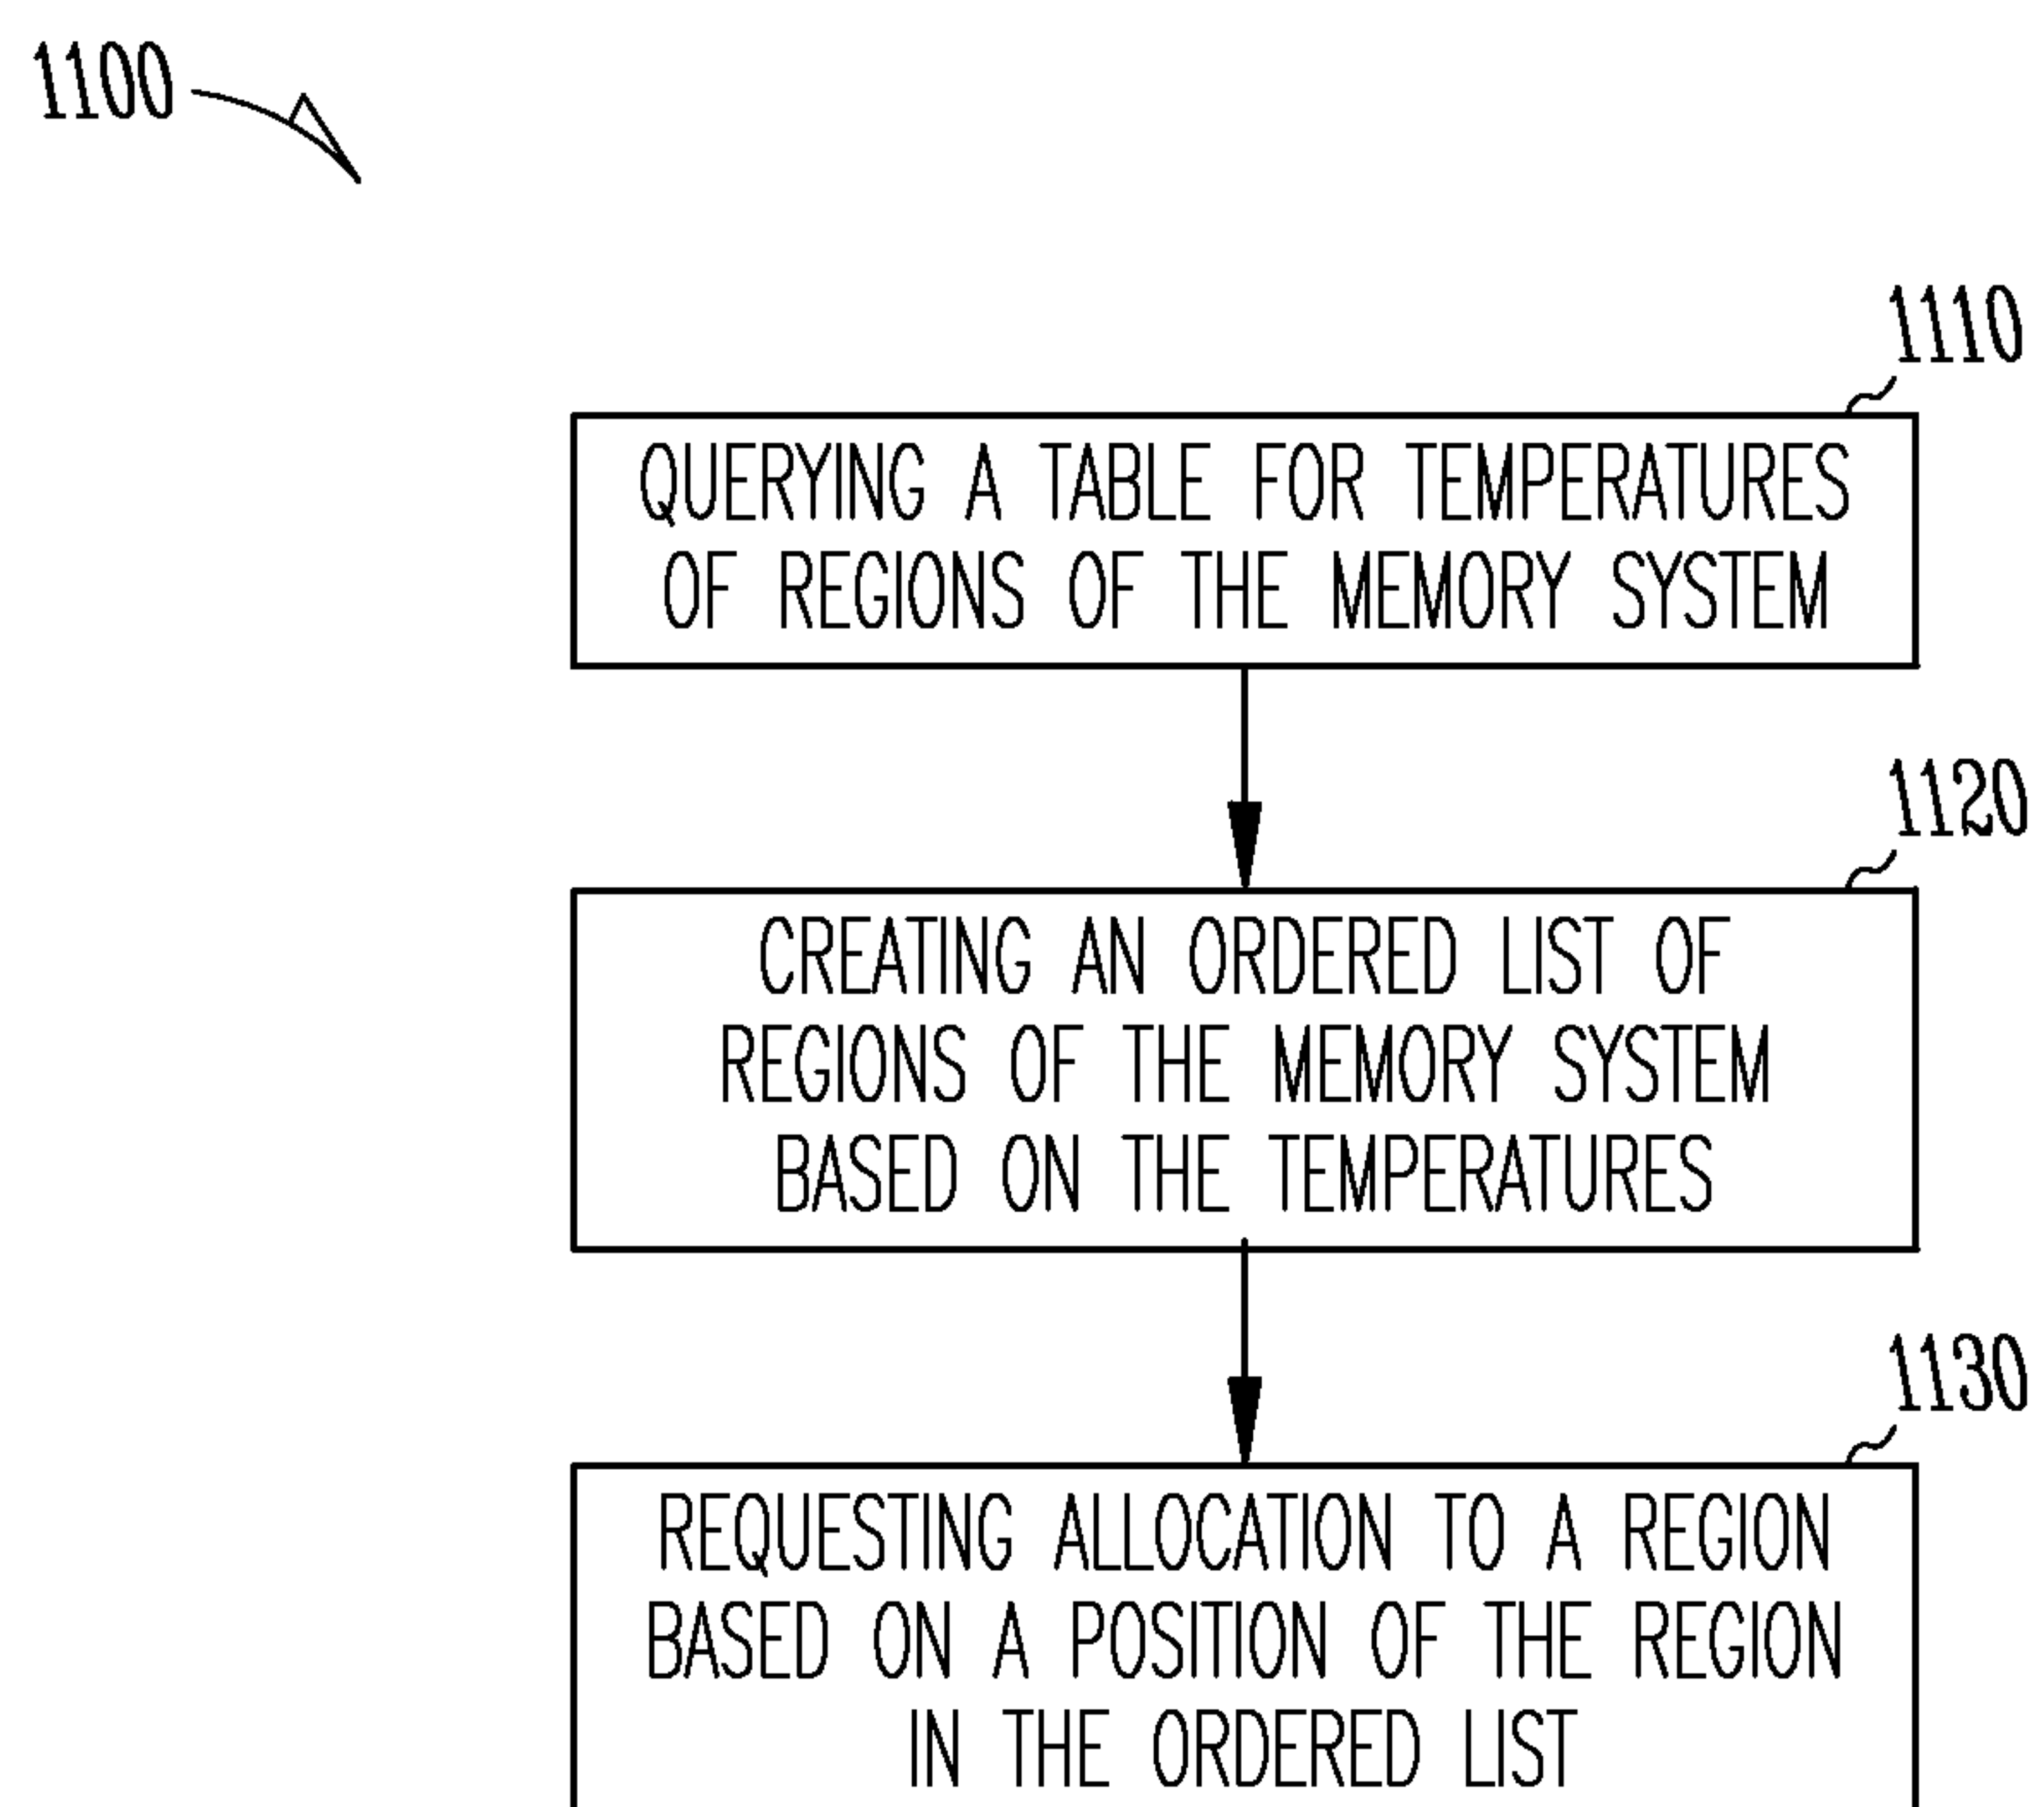 1100
1110
QUERYING A TABLE FOR TEMPERATURES
OF REGIONS OF THE MEMORY SYSTEM
1120
CREATING AN ORDERED LIST OF
REGIONS OF THE MEMORY SYSTEM
BASED ON THE TEMPERATURES
1130
REQUESTING ALLOCATION TO A REGION
BASED ON A POSITION OF THE REGION
IN THE ORDERED LIST